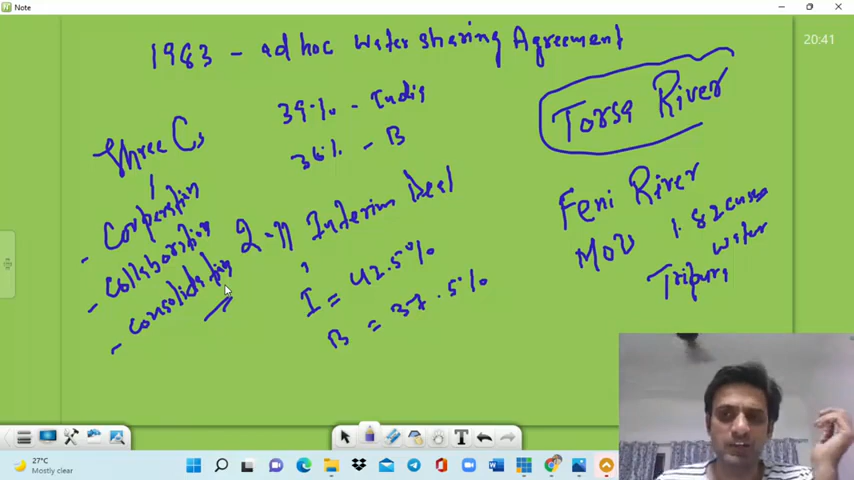 Note
20:41
1983 - ad hoc Water sharing Agreement
39% - India
36% - B
Three Cs
- Cooperation
- Collaboration
- Consolidation
Interim Deal
I = 42.5%
B = 37.5%
Torsa River
Feni River
MOU 1.82 cusec
water
Tripura
27°C
Mostly clear